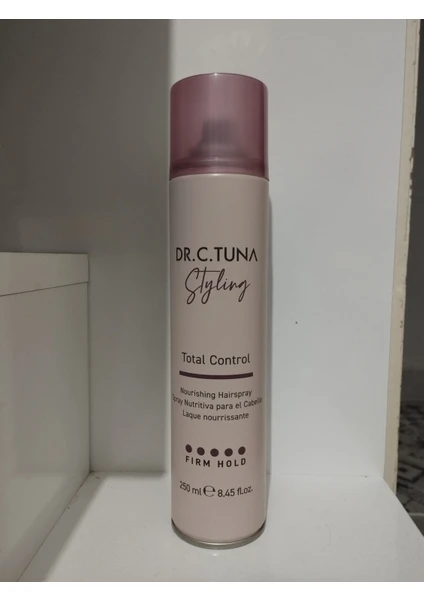 DR.C.TUNA
Styling
Total Control
Nourishing Hairspray
Spray Nutritiva para el Cabello
Laque nourrissante
FIRM HOLD
250 ml ℮ 8.45 fl.oz.